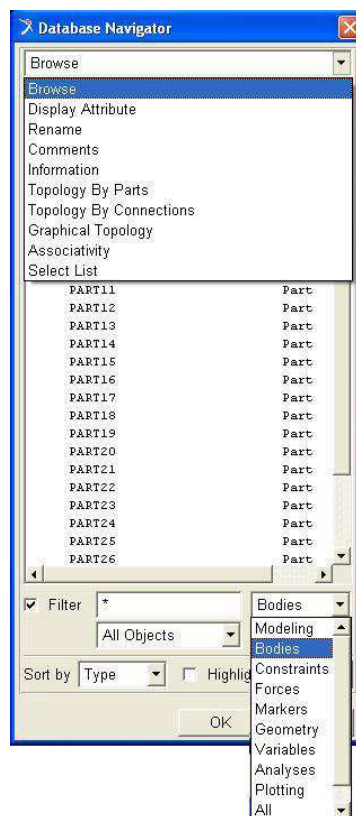 Database Navigator
Browse
Browse
Display Attribute
Rename
Comments
Information
Topology By Parts
Topology By Connections
Graphical Topology
Associativity
Select List
PART11 Part
PART12 Part
PART13 Part
PART14 Part
PART15 Part
PART16 Part
PART17 Part
PART18 Part
PART19 Part
PART20 Part
PART21 Part
PART22 Part
PART23 Part
PART24 Part
PART25 Part
PART26 Part
Filter * Bodies
All Objects
Sort by Type Highlig
OK
Modeling
Bodies
Constraints
Forces
Markers
Geometry
Variables
Analyses
Plotting
All